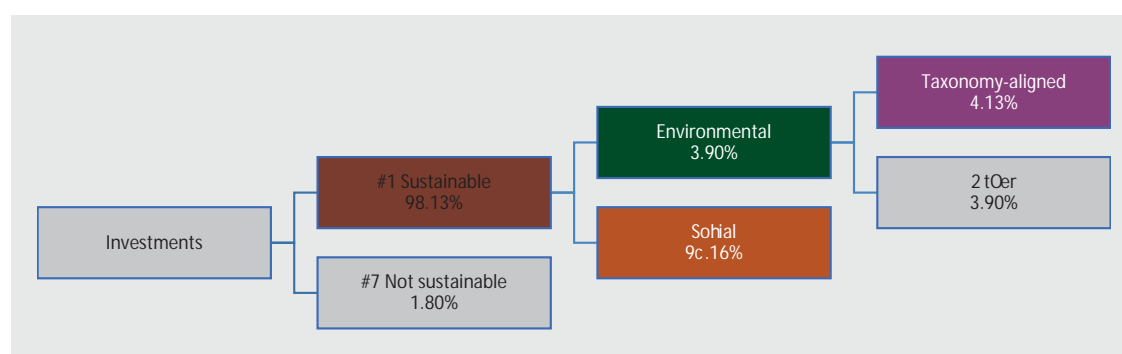 Taxonomy-aligned
4.13%
Environmental
3.90%
#1 Sustainable
98.13%
2 tOer
3.90%
Investments
Sohial
9c.16%
#7 Not sustainable
1.80%